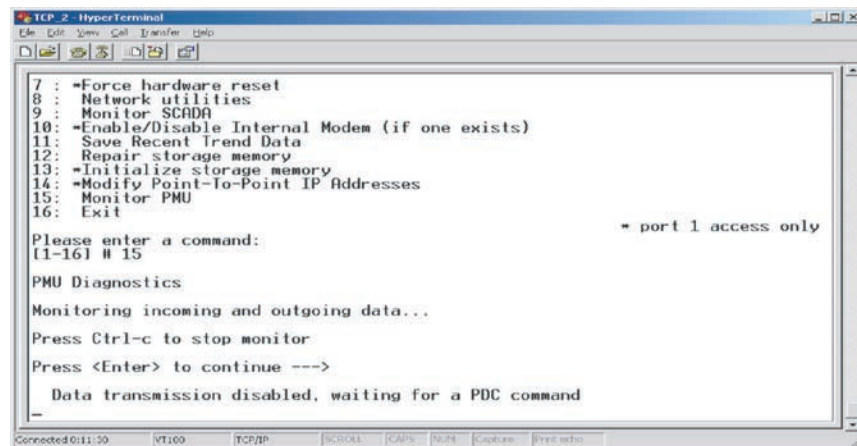 TCP_2 - HyperTerminal
File Edit View Call Transfer Help
7 : *Force hardware reset
8 :  Network utilities
9 :  Monitor SCADA
10: *Enable/Disable Internal Modem (if one exists)
11:  Save Recent Trend Data
12:  Repair storage memory
13: *Initialize storage memory
14: *Modify Point-To-Point IP Addresses
15:  Monitor PMU
16:  Exit
* port 1 access only
Please enter a command:
[1-16] # 15
PMU Diagnostics
Monitoring incoming and outgoing data...
Press Ctrl-c to stop monitor
Press <Enter> to continue --->
Data transmission disabled, waiting for a PDC command
Connected 0:11:30 VT100 TCP/IP SCROLL CAPS NUM Capture Print echo